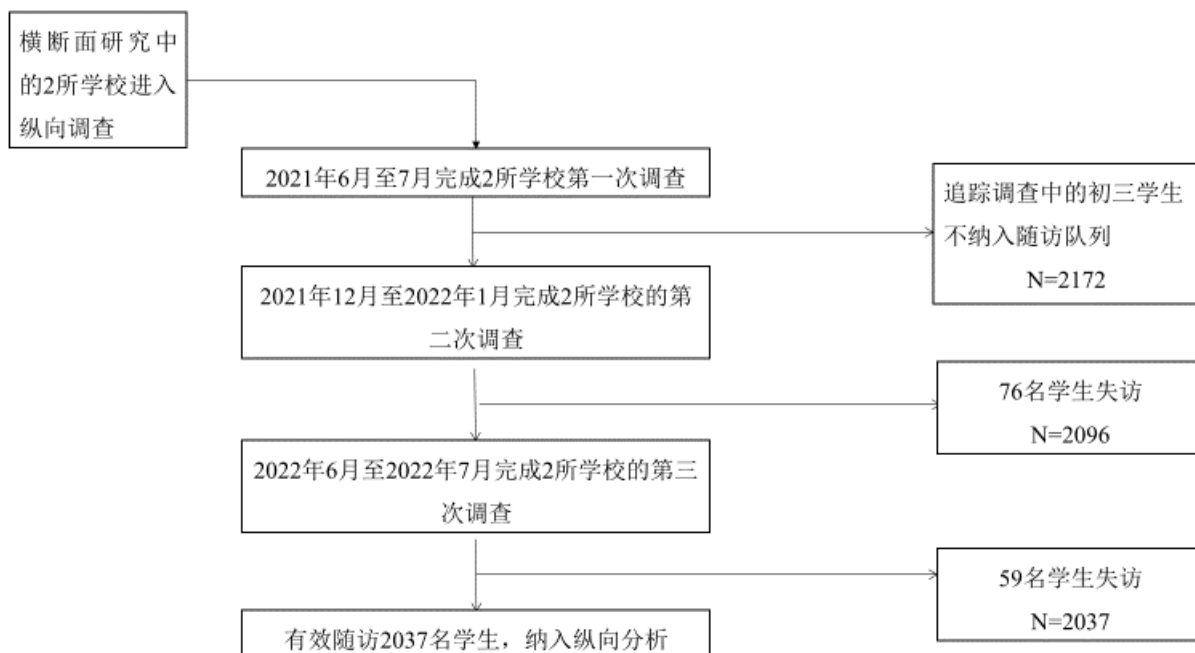 横断面研究中
的2所学校进入
纵向调查
2021年6月至7月完成2所学校第一次调查
追踪调查中的初三学生
不纳入随访队列
N=2172
2021年12月至2022年1月完成2所学校的第
二次调查
76名学生失访
N=2096
2022年6月至2022年7月完成2所学校的第三
次调查
59名学生失访
N=2037
有效随访2037名学生，纳入纵向分析